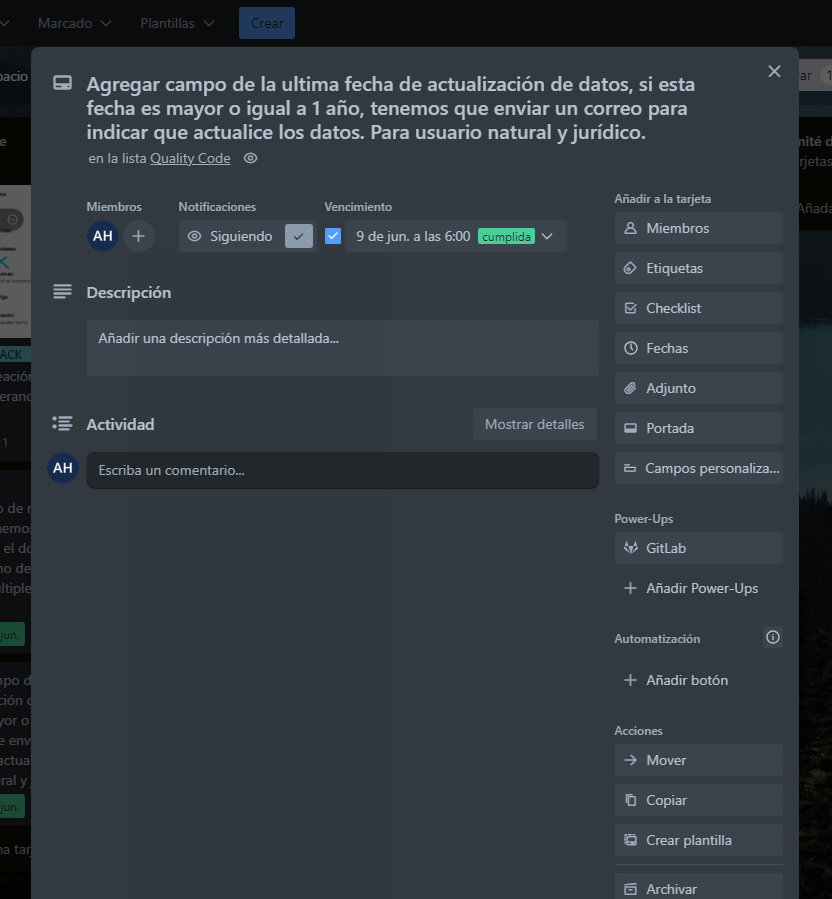 Marcado
Plantillas
Crear
Agregar campo de la ultima fecha de actualización de datos, si esta
fecha es mayor o igual a 1 año, tenemos que enviar un correo para
indicar que actualice los datos. Para usuario natural y jurídico.
en la lista Quality Code
Miembros
Notificaciones
Vencimiento
AH
Siguiendo
9 de jun. a las 6:00
cumplida
Descripción
Añadir una descripción más detallada...
Actividad
Mostrar detalles
AH
Escriba un comentario...
Añadir a la tarjeta
Miembros
Etiquetas
Checklist
Fechas
Adjunto
Portada
Campos personaliza...
Power-Ups
GitLab
Añadir Power-Ups
Automatización
Añadir botón
Acciones
Mover
Copiar
Crear plantilla
Archivar
jun.
jun.